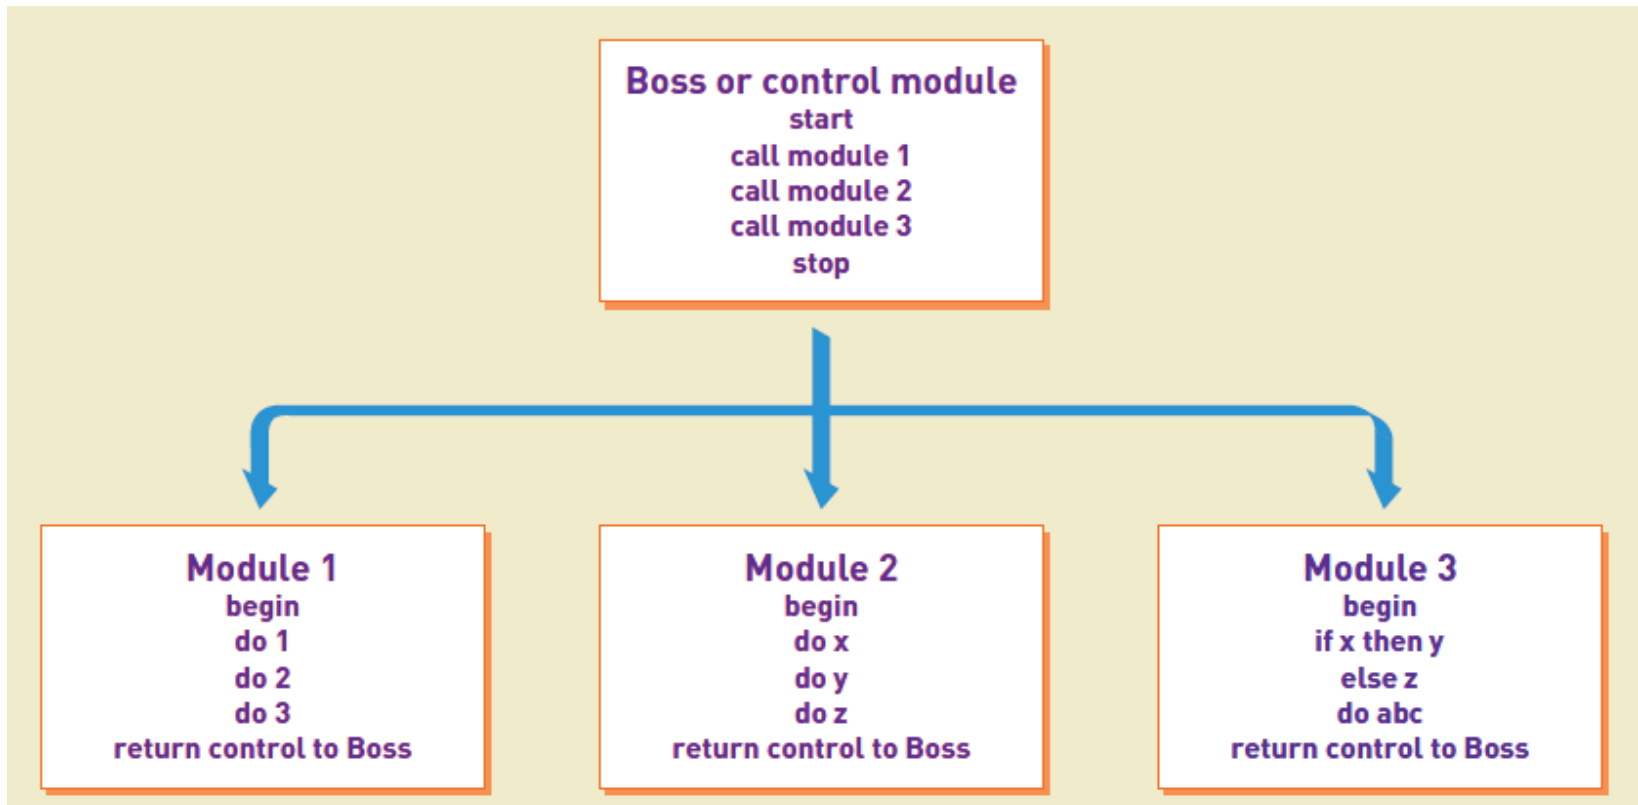 Boss or control module
start
call module 1
call module 2
call module 3
stop
Module 1
begin
do 1
do 2
do 3
return control to Boss
Module 2
begin
do x
do y
do z
return control to Boss
Module 3
begin
if x then y
else z
do abc
return control to Boss